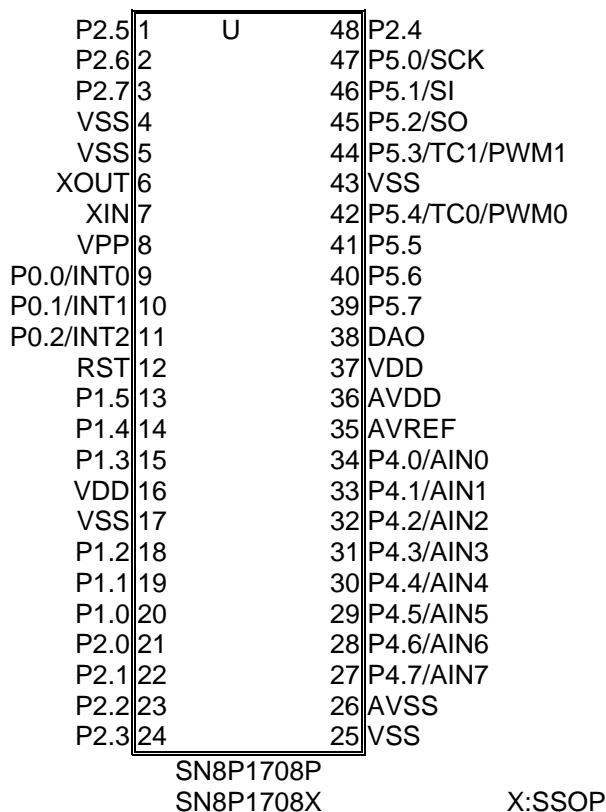 P2.5 1 U 48 P2.4
P2.6 2 47 P5.0/SCK
P2.7 3 46 P5.1/SI
VSS 4 45 P5.2/SO
VSS 5 44 P5.3/TC1/PWM1
XOUT 6 43 VSS
XIN 7 42 P5.4/TC0/PWM0
VPP 8 41 P5.5
P0.0/INT0 9 40 P5.6
P0.1/INT1 10 39 P5.7
P0.2/INT2 11 38 DAO
RST 12 37 VDD
P1.5 13 36 AVDD
P1.4 14 35 AVREF
P1.3 15 34 P4.0/AIN0
VDD 16 33 P4.1/AIN1
VSS 17 32 P4.2/AIN2
P1.2 18 31 P4.3/AIN3
P1.1 19 30 P4.4/AIN4
P1.0 20 29 P4.5/AIN5
P2.0 21 28 P4.6/AIN6
P2.1 22 27 P4.7/AIN7
P2.2 23 26 AVSS
P2.3 24 25 VSS
SN8P1708P
SN8P1708X X:SSOP